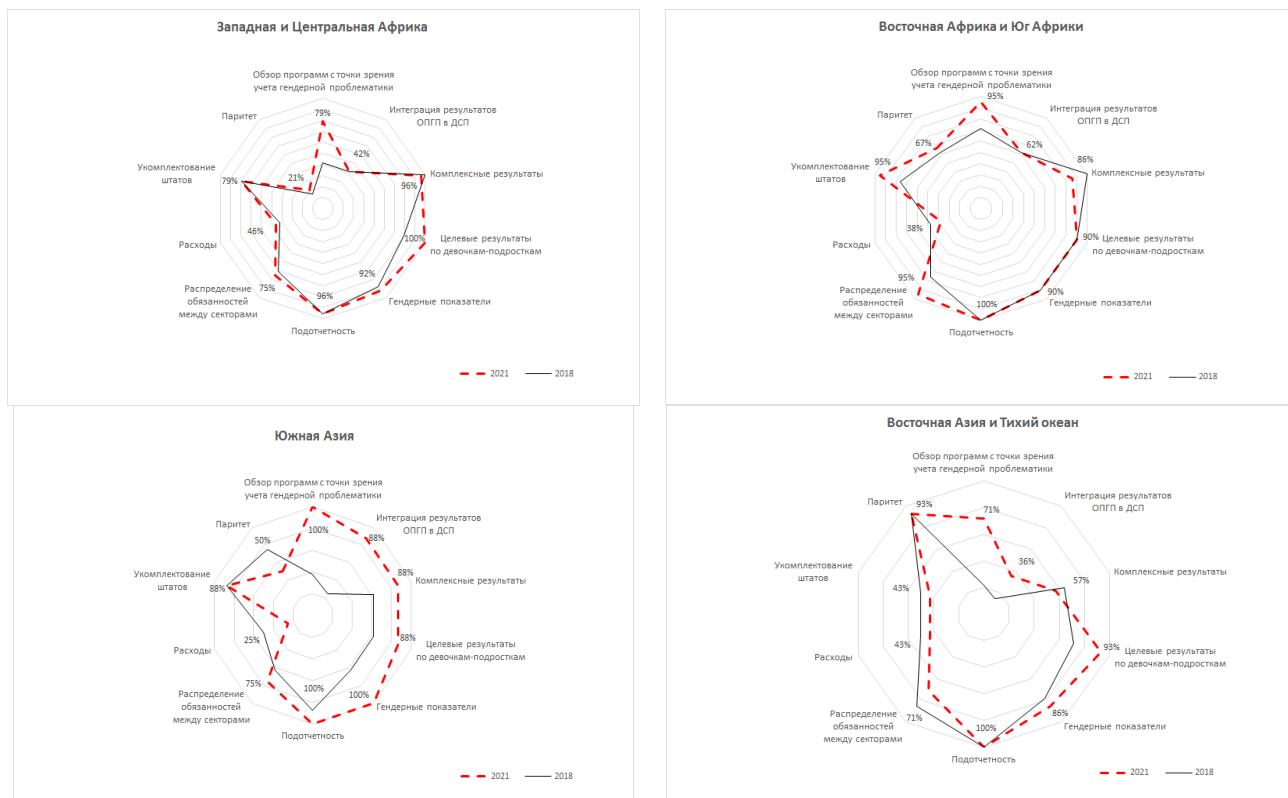 Западная и Центральная Африка
Обзор программ с точки зрения
учета гендерной проблематики
79%
Интеграция результатов
ОПГП в ДСП
42%
Комплексные результаты
96%
Целевые результаты
по девочкам-подросткам
100%
Гендерные показатели
92%
Подотчетность
96%
Распределение
обязанностей
между секторами
75%
Расходы
46%
Укомплектование
штатов
79%
Паритет
21%
2021
2018
Восточная Африка и Юг Африки
Обзор программ с точки зрения
учета гендерной проблематики
95%
Интеграция результатов
ОПГП в ДСП
62%
Комплексные результаты
86%
Целевые результаты
по девочкам-подросткам
90%
Гендерные показатели
90%
Подотчетность
100%
Распределение
обязанностей
между секторами
95%
Расходы
38%
Укомплектование
штатов
95%
Паритет
67%
2021
2018
Южная Азия
Обзор программ с точки зрения
учета гендерной проблематики
100%
Интеграция результатов
ОПГП в ДСП
88%
Комплексные результаты
88%
Целевые результаты
по девочкам-подросткам
88%
Гендерные показатели
100%
Подотчетность
100%
Распределение
обязанностей
между секторами
75%
Расходы
25%
Укомплектование
штатов
88%
Паритет
50%
2021
2018
Восточная Азия и Тихий океан
Обзор программ с точки зрения
учета гендерной проблематики
71%
Интеграция результатов
ОПГП в ДСП
36%
Комплексные результаты
57%
Целевые результаты
по девочкам-подросткам
93%
Гендерные показатели
86%
Подотчетность
100%
Распределение
обязанностей
между секторами
71%
Расходы
43%
Укомплектование
штатов
43%
Паритет
93%
2021
2018